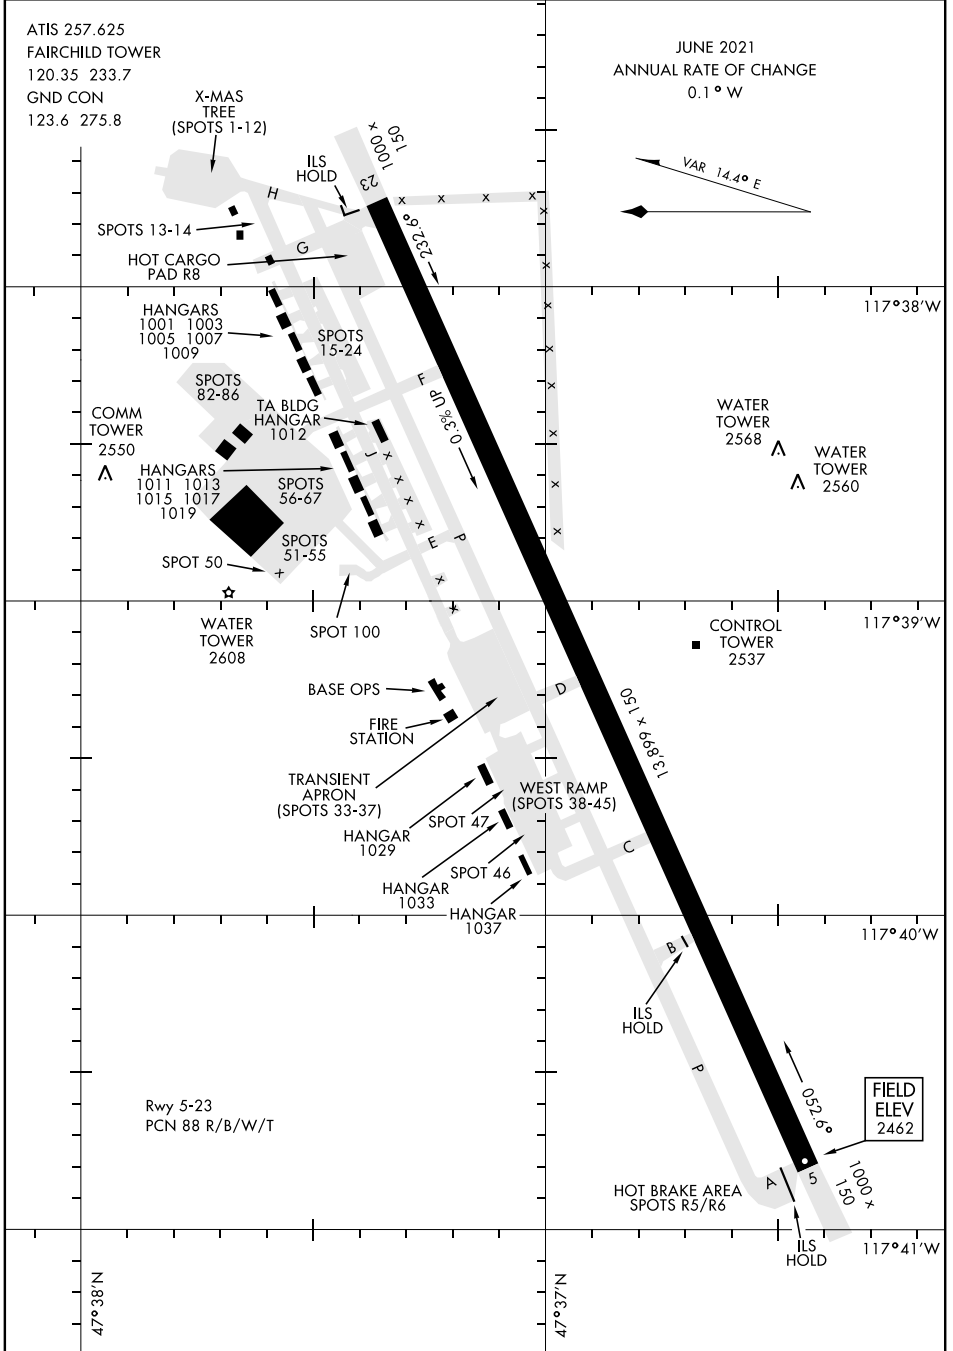 ATIS 257.625
FAIRCHILD TOWER
120.35 233.7
GND CON
123.6 275.8
JUNE 2021
ANNUAL RATE OF CHANGE
0.1° W
VAR 14.4° E
X-MAS
TREE
(SPOTS 1-12)
ILS
HOLD
1000 x
150
23
H
SPOTS 13-14
G
HOT CARGO
PAD R8
232.6°
x x x x x
117°38'W
HANGARS
1001 1003
1005 1007
1009
SPOTS
15-24
SPOTS
82-86
F
0.3% UP
TA BLDG
HANGAR
1012
COMM
TOWER
2550
WATER
TOWER
2568
WATER
TOWER
2560
J
HANGARS
1011 1013
1015 1017
1019
SPOTS
56-67
SPOTS
51-55
E
P
SPOT 50
x
WATER
TOWER
2608
SPOT 100
117°39'W
CONTROL
TOWER
2537
BASE OPS
D
13,899 x 150
FIRE
STATION
TRANSIENT
APRON
(SPOTS 33-37)
WEST RAMP
(SPOTS 38-45)
SPOT 47
HANGAR
1029
C
SPOT 46
HANGAR
1033
HANGAR
1037
117°40'W
B
ILS
HOLD
P
Rwy 5-23
PCN 88 R/B/W/T
052.6°
FIELD
ELEV
2462
A
5
1000 x
150
HOT BRAKE AREA
SPOTS R5/R6
ILS
HOLD
117°41'W
47°38'N
47°37'N